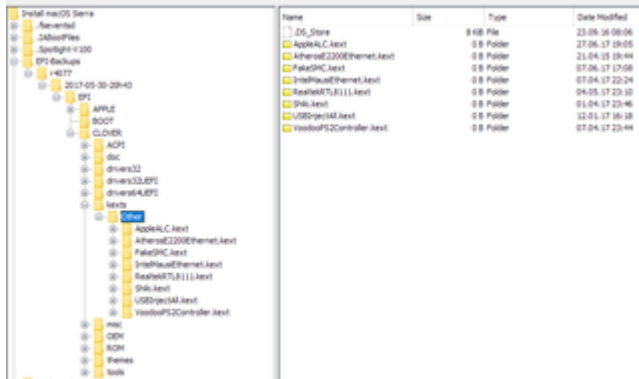 Install macOS Sierra
.fseventsd
.IABootFiles
.Spotlight-V100
EFI-Backups
r4077
2017-05-30-20h43
EFI
APPLE
BOOT
CLOVER
ACPI
doc
drivers32
drivers32UEFI
drivers64UEFI
kexts
Other
AppleALC.kext
AtherosE2200Ethernet.kext
FakeSMC.kext
IntelMausiEthernet.kext
RealtekRTL8111.kext
Shiki.kext
USBInjectAll.kext
VoodooPS2Controller.kext
misc
OEM
ROM
themes
tools
Name Size Type Date Modified
.DS_Store 8 KB File 23.09.16 08:06
AppleALC.kext 0 B Folder 27.06.17 19:05
AtherosE2200Ethernet.kext 0 B Folder 21.04.15 19:44
FakeSMC.kext 0 B Folder 07.06.17 17:08
IntelMausiEthernet.kext 0 B Folder 07.04.17 22:24
RealtekRTL8111.kext 0 B Folder 04.05.17 23:10
Shiki.kext 0 B Folder 01.04.17 23:46
USBInjectAll.kext 0 B Folder 12.01.17 16:18
VoodooPS2Controller.kext 0 B Folder 07.04.17 23:44